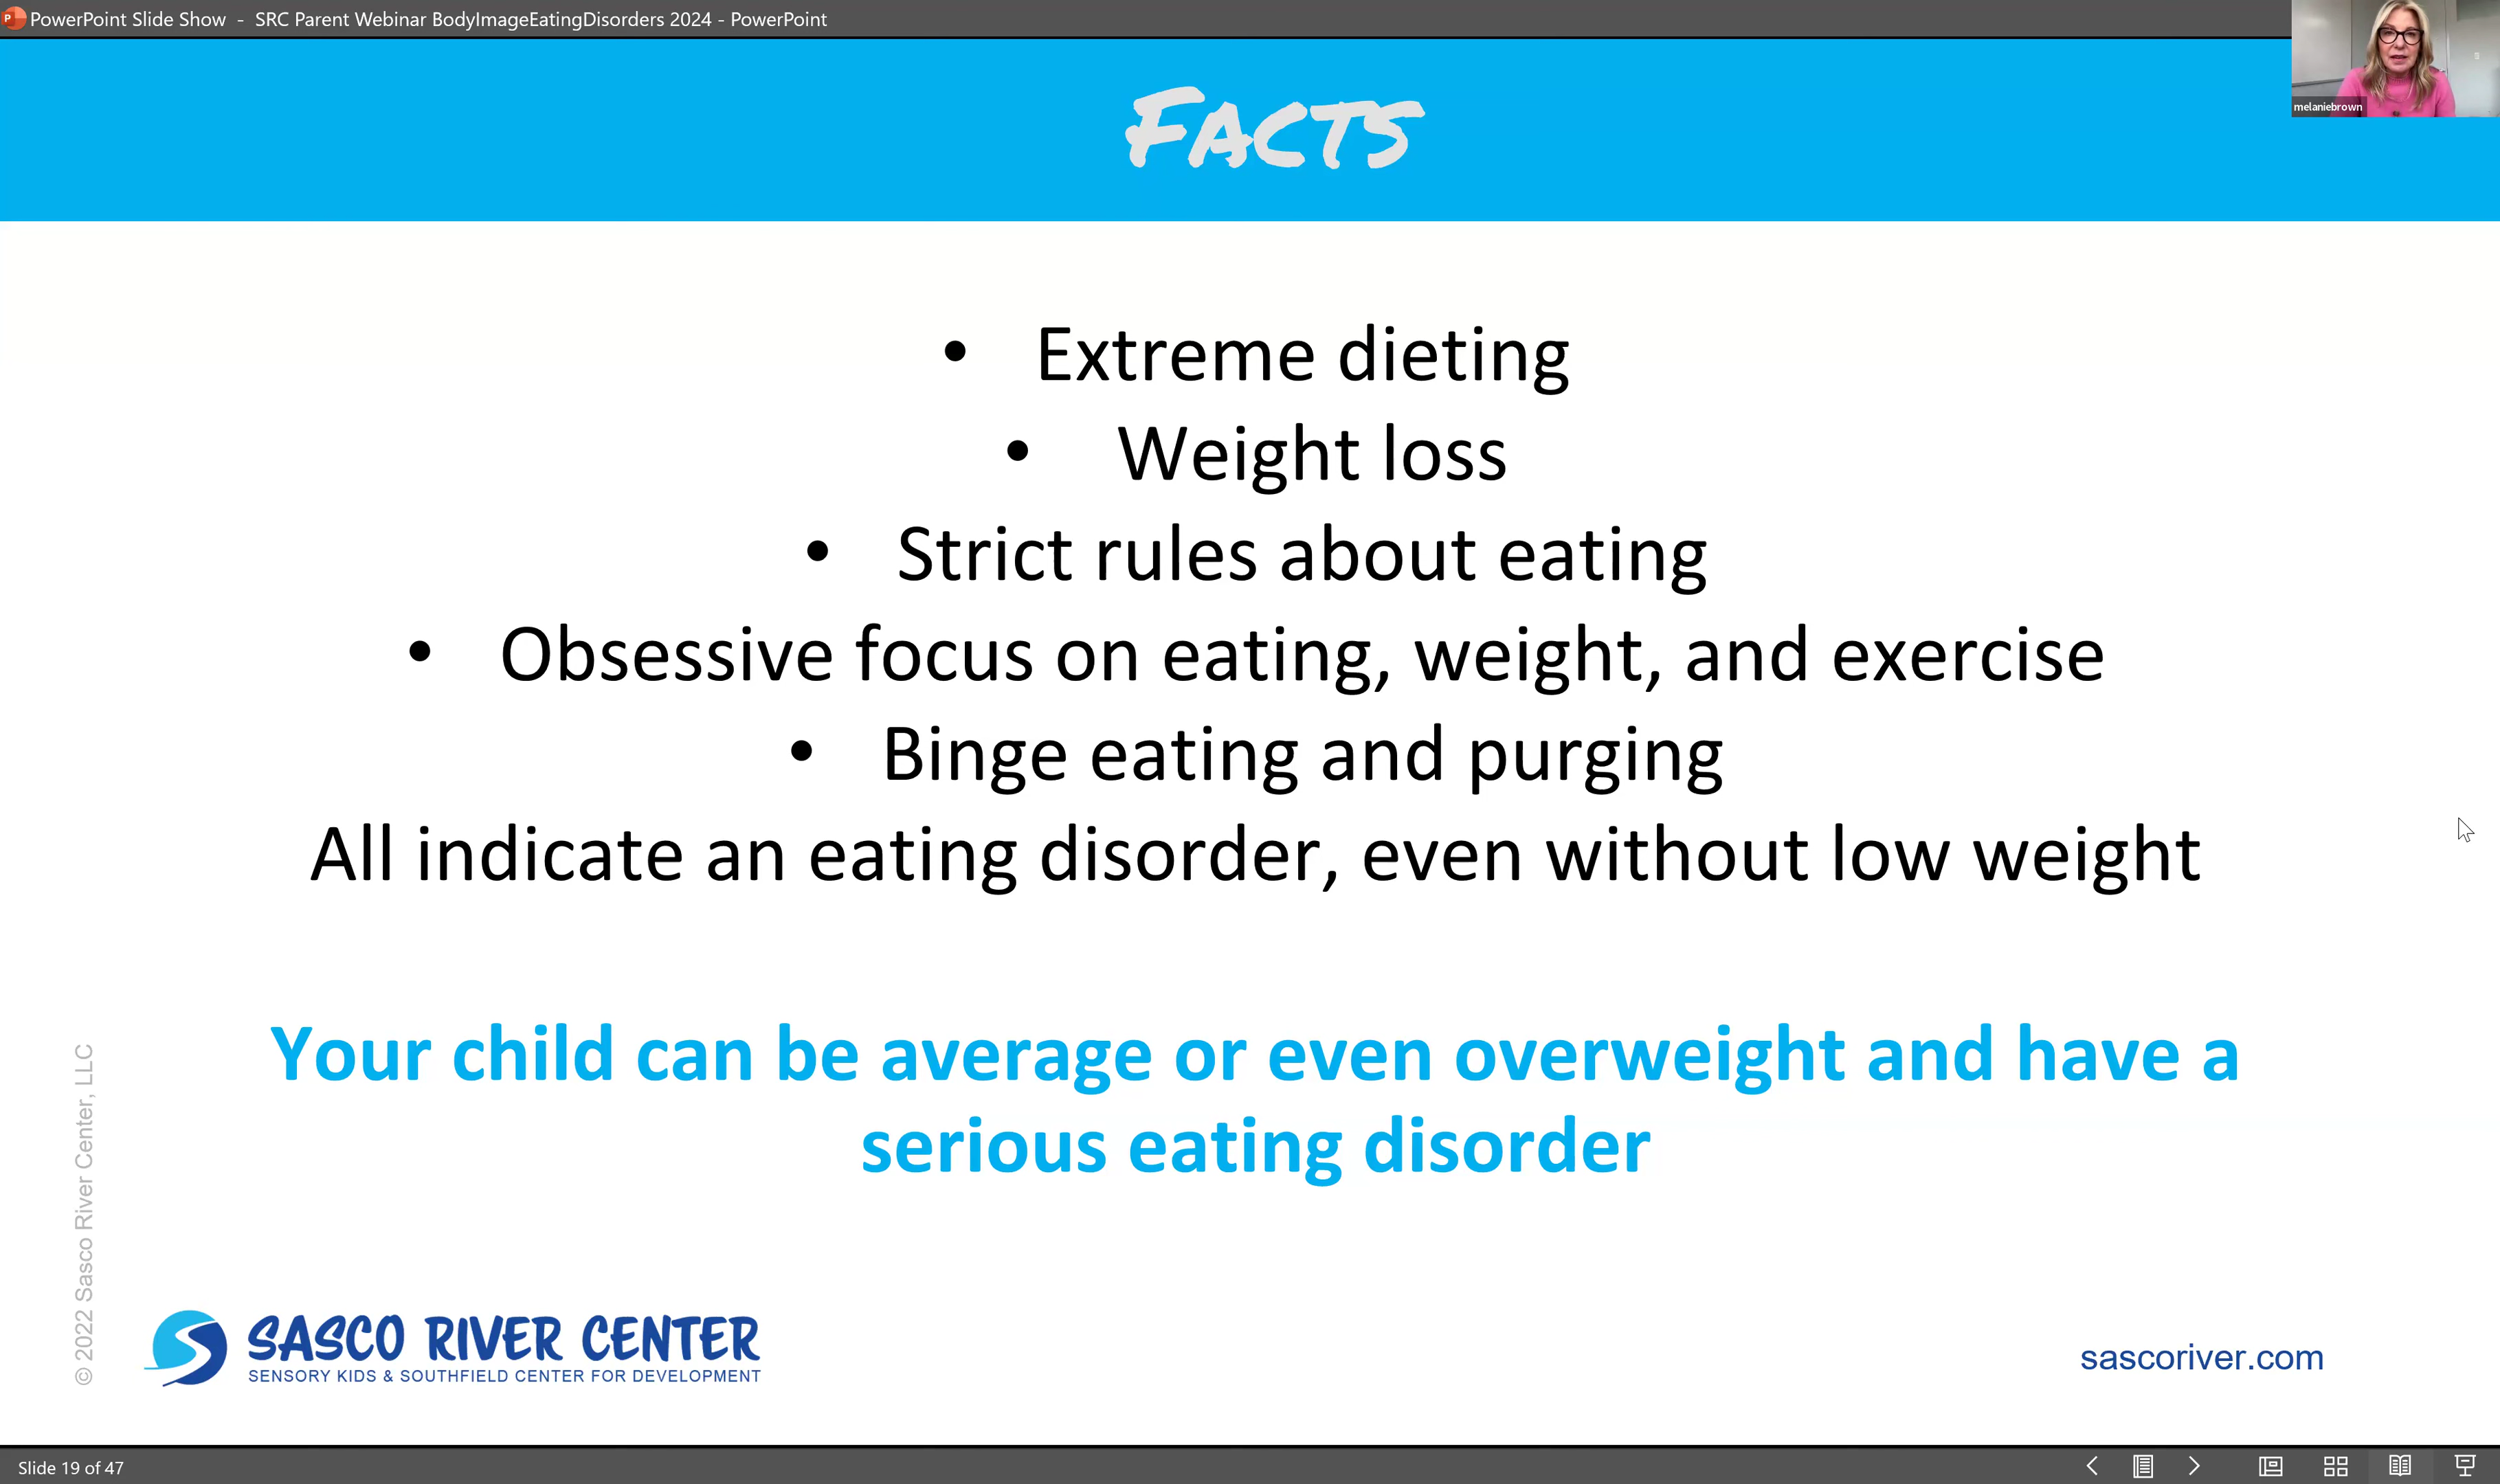 PowerPoint Slide Show - SRC Parent Webinar BodyImageEatingDisorders 2024 - PowerPoint
melaniebrown
FACTS
• Extreme dieting
• Weight loss
• Strict rules about eating
• Obsessive focus on eating, weight, and exercise
• Binge eating and purging
All indicate an eating disorder, even without low weight
Your child can be average or even overweight and have a
serious eating disorder
© 2022 Sasco River Center, LLC
SASCO RIVER CENTER
SENSORY KIDS & SOUTHFIELD CENTER FOR DEVELOPMENT
sascoriver.com
Slide 19 of 47